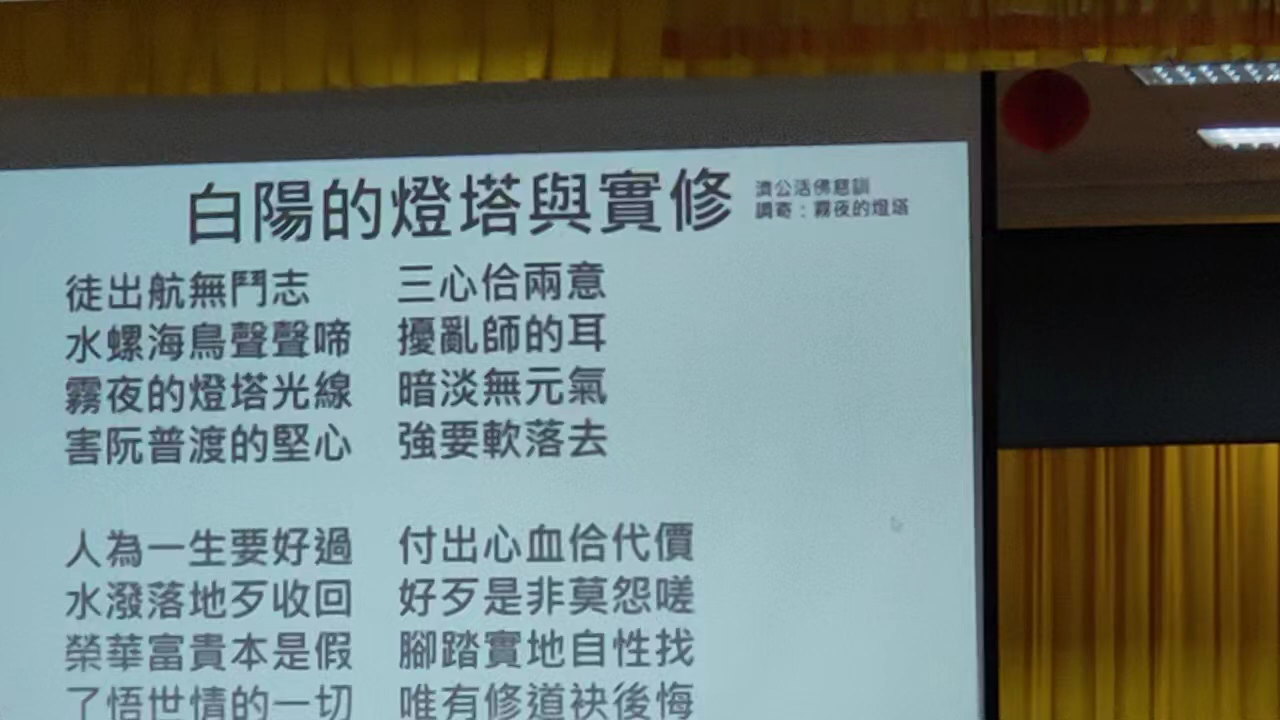 白陽的燈塔與實修
濟公活佛慈訓
調寄：霧夜的燈塔
徒出航無鬥志 三心佮兩意
水螺海鳥聲聲啼 擾亂師的耳
霧夜的燈塔光線 暗淡無元氣
害阮普渡的堅心 強要軟落去
人為一生要好過 付出心血佮代價
水潑落地歹收回 好歹是非莫怨嗟
榮華富貴本是假 腳踏實地自性找
了悟世情的一切 唯有修道袂後悔